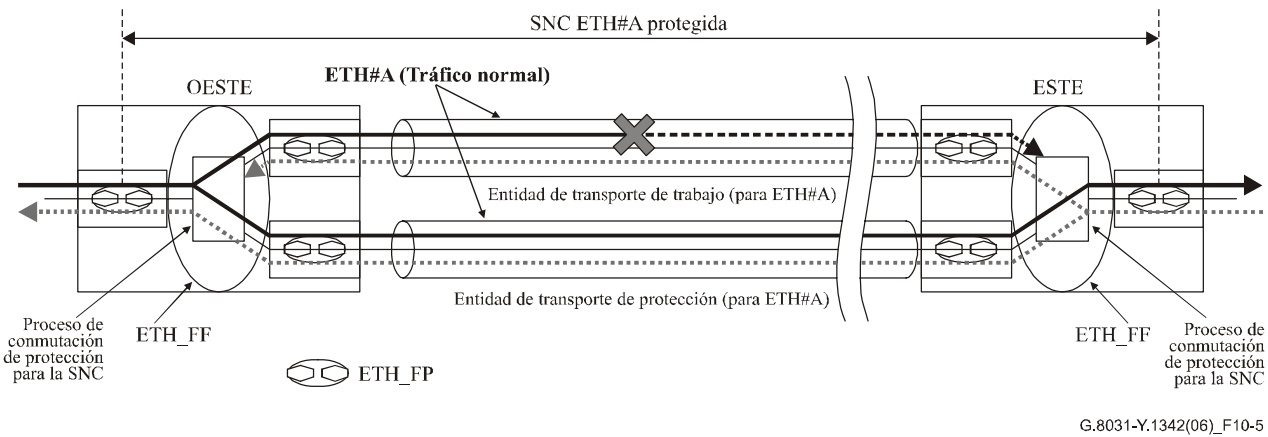 SNC ETH#A protegida
ETH#A (Tráfico normal)
OESTE
ESTE
Entidad de transporte de trabajo (para ETH#A)
Entidad de transporte de protección (para ETH#A)
Proceso de
conmutación
de protección
para la SNC
ETH_FF
ETH_FF
Proceso de
conmutación
de protección
para la SNC
ETH_FP
G.8031-Y.1342(06)_F10-5